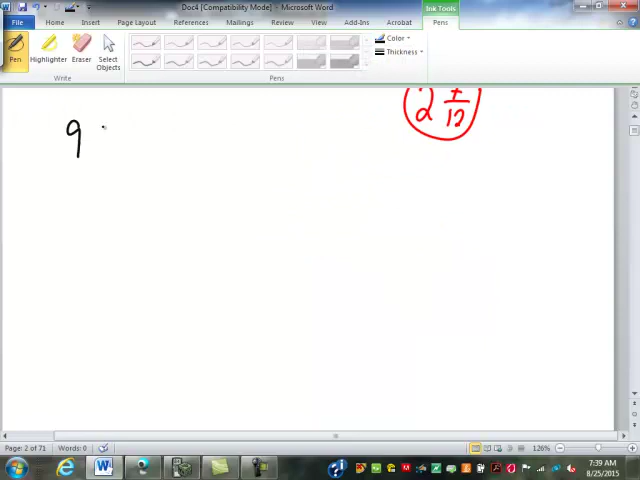 Doc4 [Compatibility Mode] - Microsoft Word
Ink Tools
File Home Insert Page Layout References Mailings Review View Add-Ins Acrobat Pens
Pen Highlighter Eraser Select Objects
Color
Thickness
Write Pens
9
2 7/12
Page: 2 of 71 Words: 0 126%
7:39 AM
8/25/2015